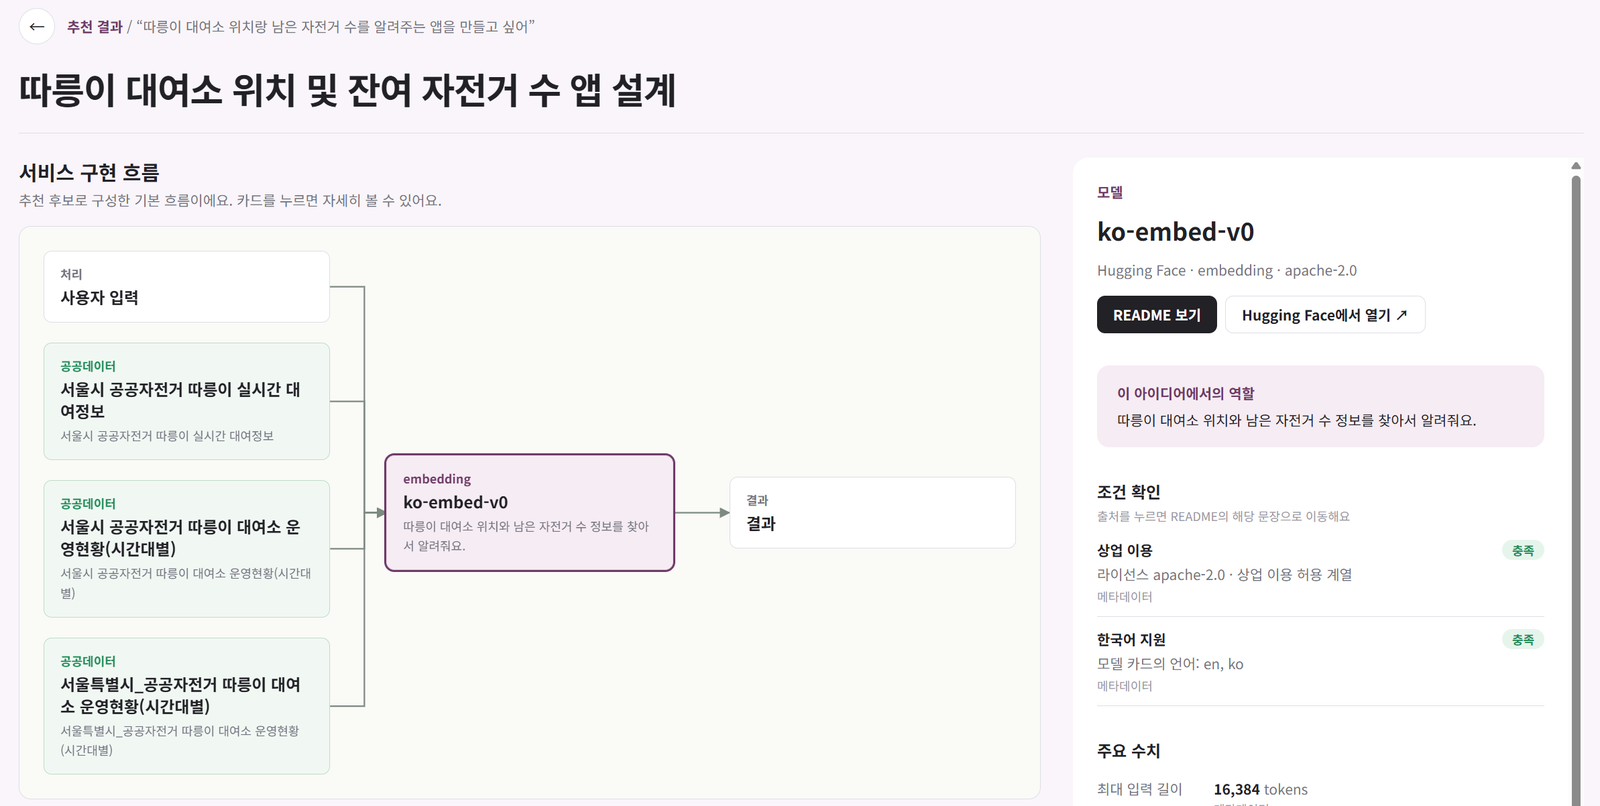 ← 추천 결과 / “따릉이 대여소 위치랑 남은 자전거 수를 알려주는 앱을 만들고 싶어”
따릉이 대여소 위치 및 잔여 자전거 수 앱 설계
서비스 구현 흐름
추천 후보로 구성한 기본 흐름이에요. 카드를 누르면 자세히 볼 수 있어요.
처리
사용자 입력
공공데이터
서울시 공공자전거 따릉이 실시간 대
여정보
서울시 공공자전거 따릉이 실시간 대여정보
공공데이터
서울시 공공자전거 따릉이 대여소 운
영현황(시간대별)
서울시 공공자전거 따릉이 대여소 운영현황(시간대
별)
공공데이터
서울특별시_공공자전거 따릉이 대여
소 운영현황(시간대별)
서울특별시_공공자전거 따릉이 대여소 운영현황
(시간대별)
embedding
ko-embed-v0
따릉이 대여소 위치와 남은 자전거 수 정보를 찾아
서 알려줘요.
결과
결과
모델
ko-embed-v0
Hugging Face · embedding · apache-2.0
README 보기
Hugging Face에서 열기 ↗
이 아이디어에서의 역할
따릉이 대여소 위치와 남은 자전거 수 정보를 찾아서 알려줘요.
조건 확인
출처를 누르면 README의 해당 문장으로 이동해요
상업 이용 충족
라이선스 apache-2.0 · 상업 이용 허용 계열
메타데이터
한국어 지원 충족
모델 카드의 언어: en, ko
메타데이터
주요 수치
최대 입력 길이 16,384 tokens